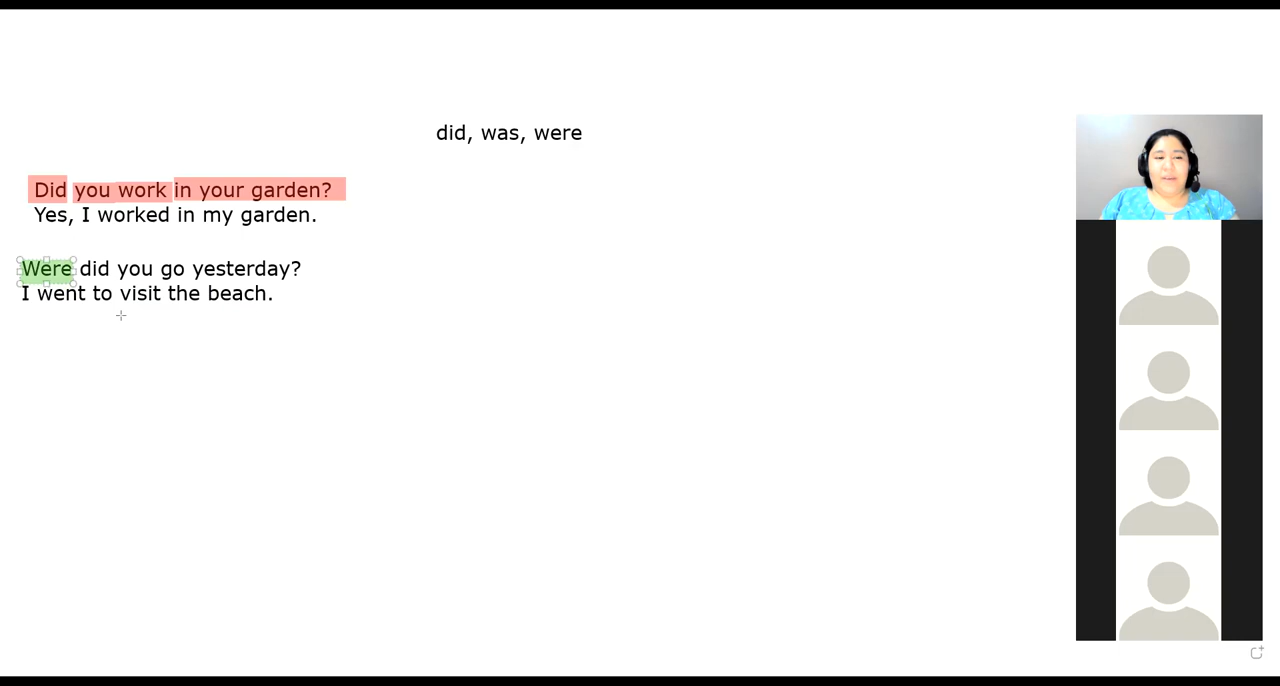 did, was, were
Did you work in your garden?
Yes, I worked in my garden.
Were did you go yesterday?
I went to visit the beach.